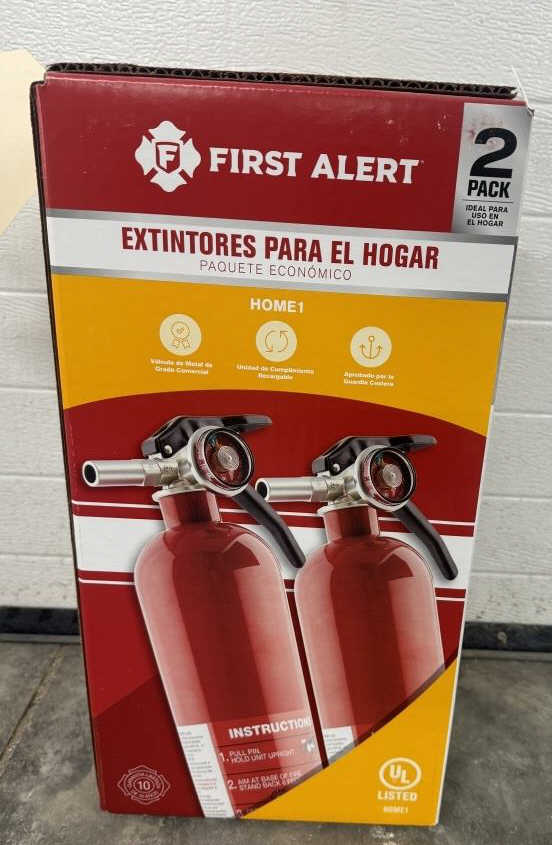 FIRST ALERT
2
PACK
IDEAL PARA
USO EN
EL HOGAR
EXTINTORES PARA EL HOGAR
PAQUETE ECONÓMICO
HOME1
Válvula de Metal de
Grado Comercial
Unidad de Cumplimiento
Recargable
Aprobado por la
Guardia Costera
INSTRUCTION
1. PULL PIN
HOLD UNIT UPRIGHT
2. AIM AT BASE OF FIRE
STAND BACK 6
10
UL
LISTED
HOME1